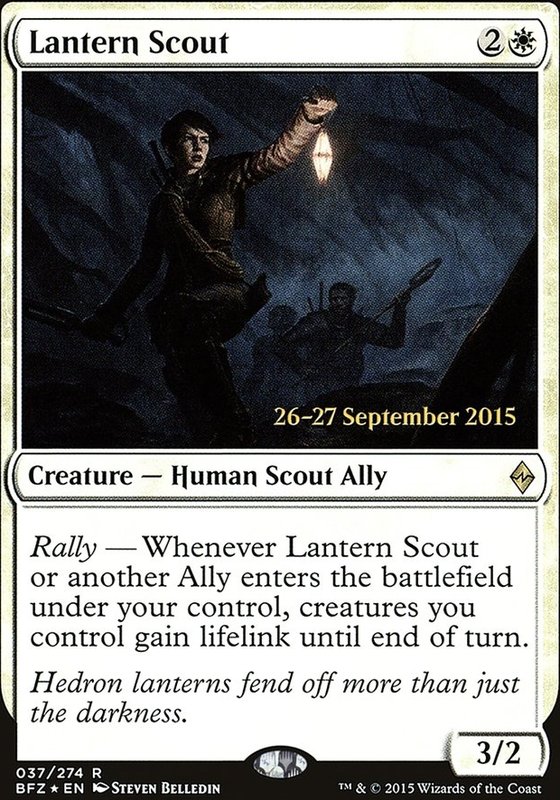 Lantern Scout 2
26–27 September 2015
Creature — Human Scout Ally
Rally — Whenever Lantern Scout
or another Ally enters the battlefield
under your control, creatures you
control gain lifelink until end of turn.
Hedron lanterns fend off more than just
the darkness.
3/2
037/274 R
BFZ ★ EN Steven Belledin
™ & © 2015 Wizards of the Coast